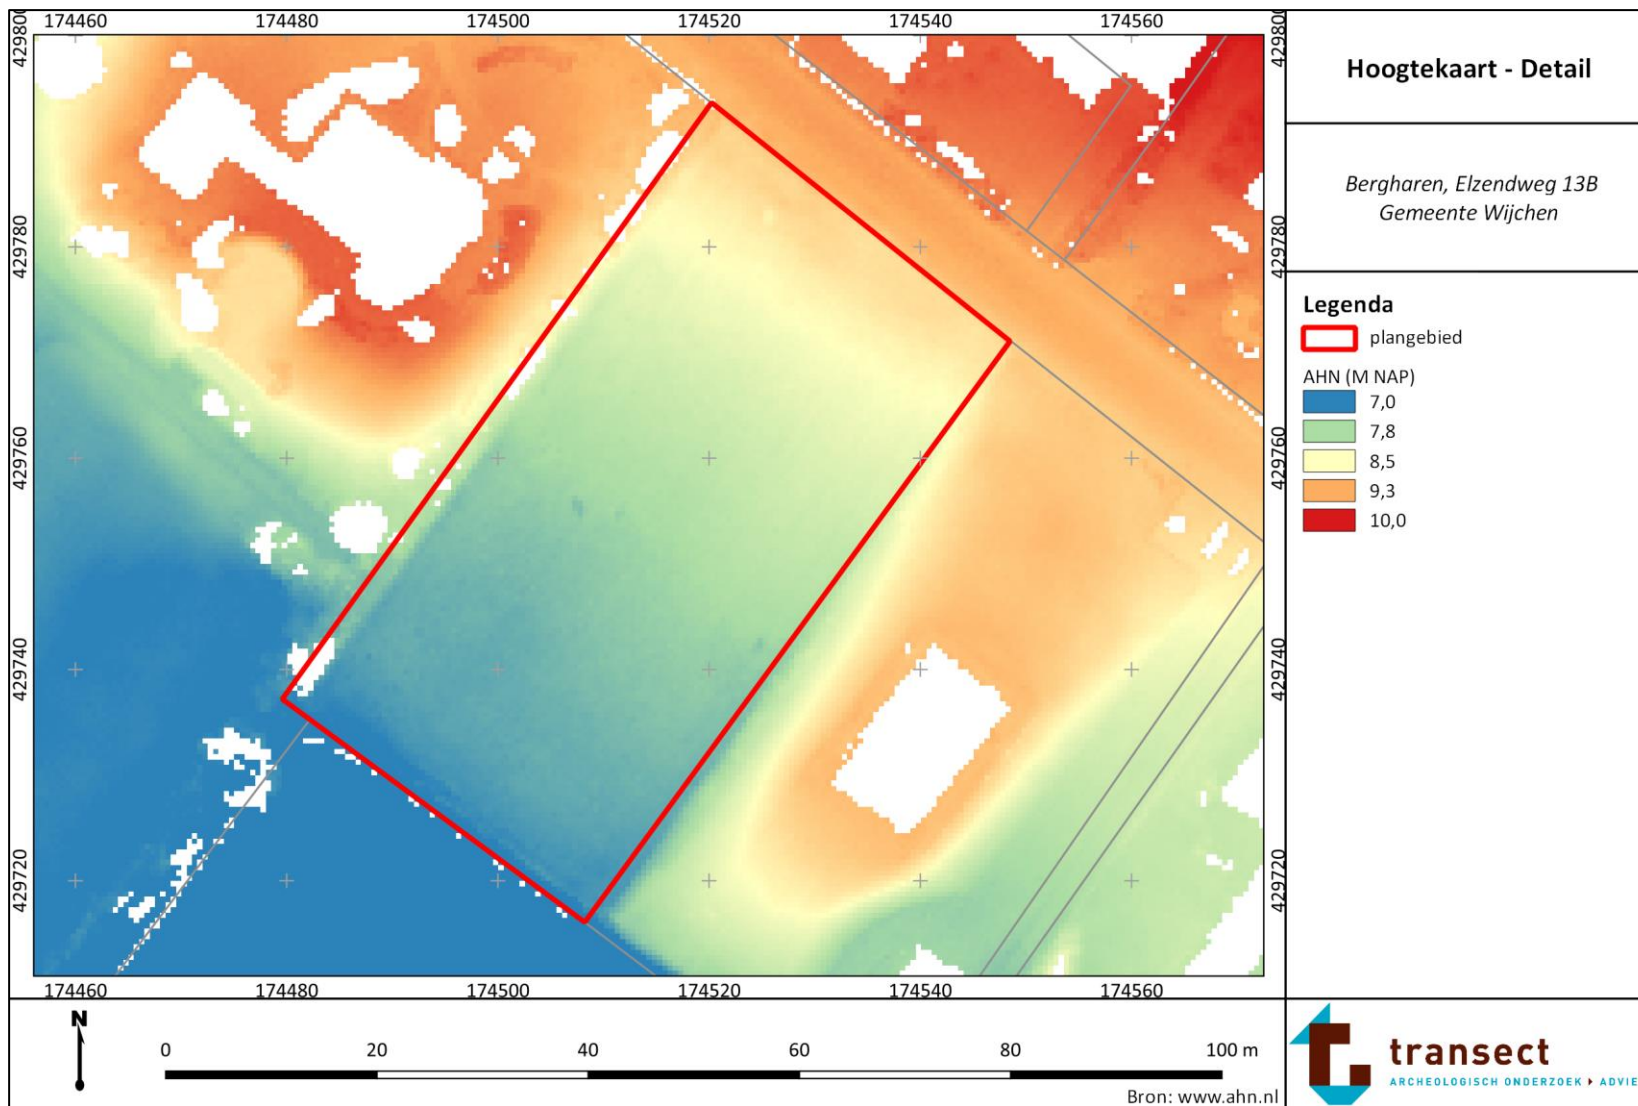 174460 174480 174500 174520 174540 174560
429800
429780
429760
429740
429720
429800
429780
429760
429740
429720
174460 174480 174500 174520 174540 174560
Hoogtekaart - Detail
Bergharen, Elzendweg 13B
Gemeente Wijchen
Legenda
plangebied
AHN (M NAP)
7,0
7,8
8,5
9,3
10,0
N
0 20 40 60 80 100 m
Bron: www.ahn.nl
transect
ARCHEOLOGISCH ONDERZOEK ADVIE